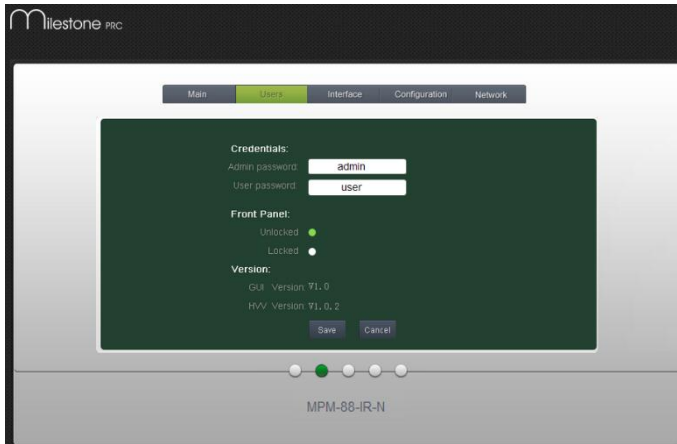 Milestone PRC
Main Users Interface Configuration Network
Credentials:
Admin password: admin
User password: user
Front Panel:
Unlocked
Locked
Version:
GUI Version: V1.0
HW Version: V1.0.2
Save Cancel
MPM-88-IR-N